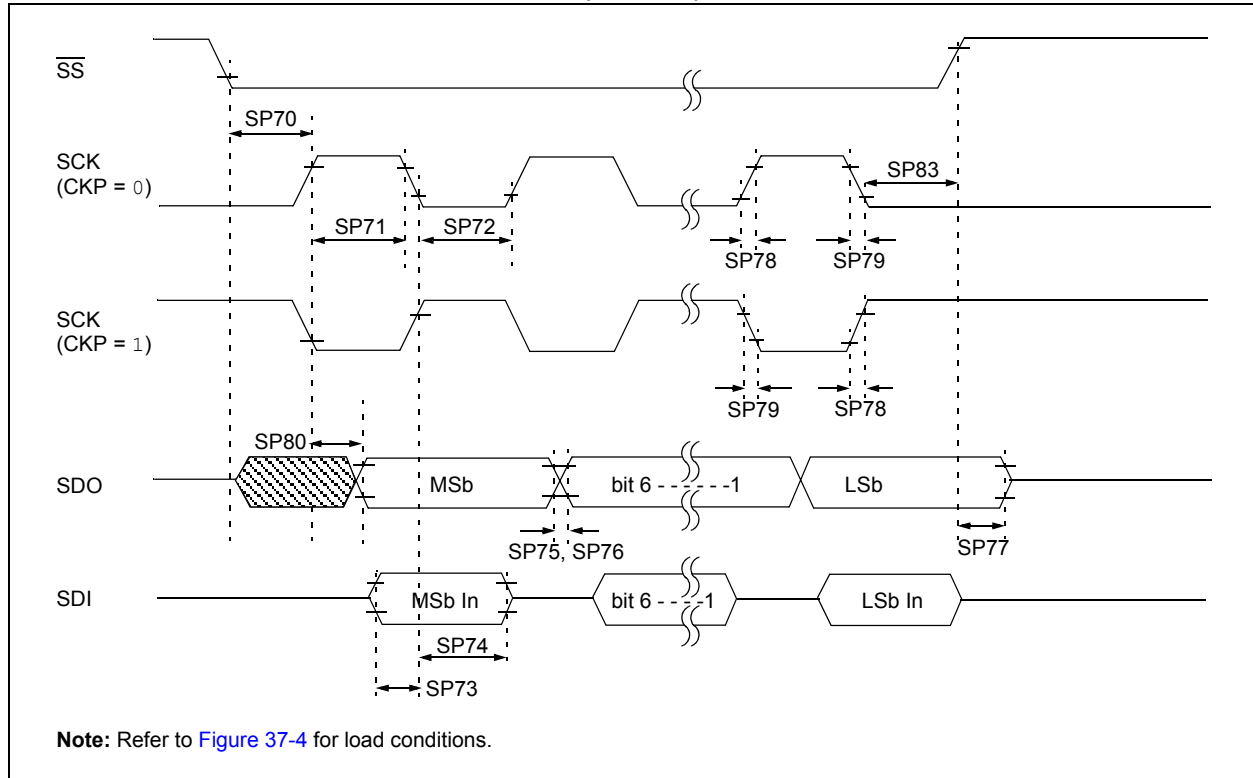 SS
SP70
SCK
(CKP = 0)
SP83
SP71
SP72
SP78
SP79
SCK
(CKP = 1)
SP79
SP78
SP80
SDO
MSb
bit 6 - - - - - -1
LSb
SP75, SP76
SP77
SDI
MSb In
bit 6 - - - -1
LSb In
SP74
SP73
Note: Refer to Figure 37-4 for load conditions.